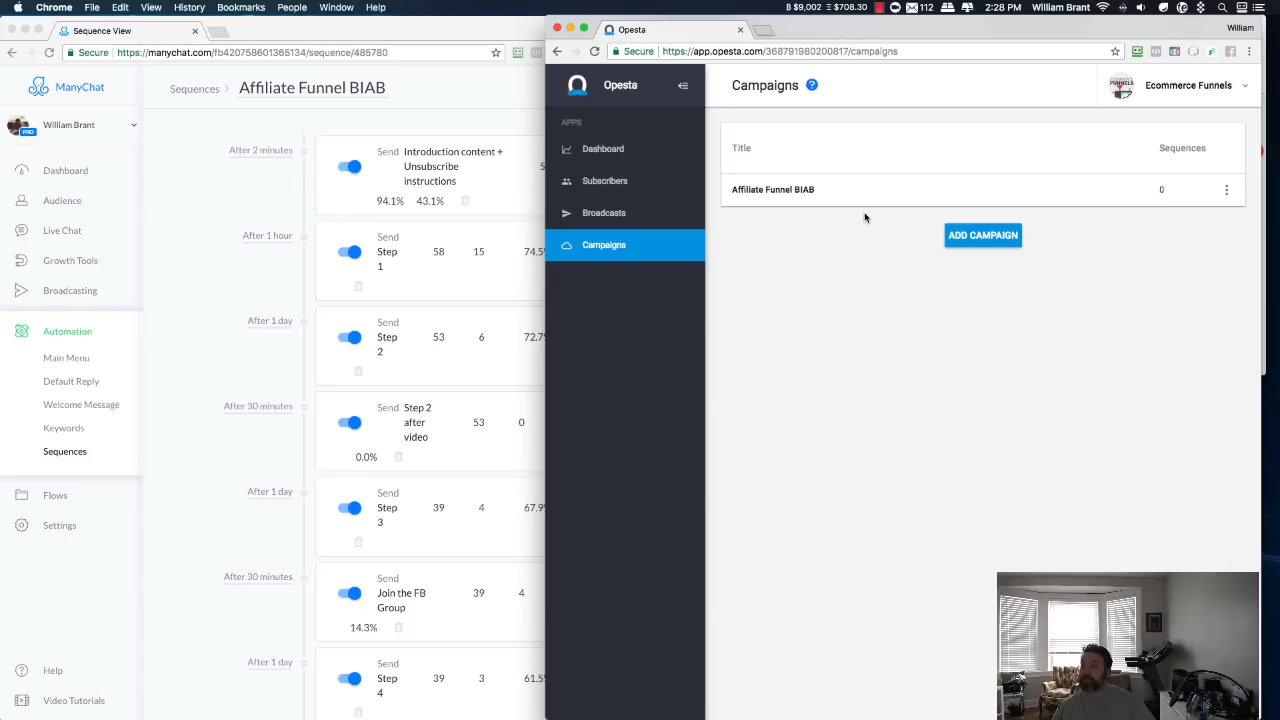 Chrome File Edit View History Bookmarks People Window Help
$9,002 $708.30 112 2:28 PM William Brant
Sequence View
Secure https://manychat.com/fb420758601365134/sequence/485780
ManyChat
William Brant
PRO
Dashboard
Audience
Live Chat
Growth Tools
Broadcasting
Automation
Main Menu
Default Reply
Welcome Message
Keywords
Sequences
Flows
Settings
Help
Video Tutorials
Sequences > Affiliate Funnel BIAB
After 2 minutes
Send Introduction content + Unsubscribe instructions
94.1% 43.1%
After 1 hour
Send Step 1 58 15 74.5
After 1 day
Send Step 2 53 6 72.7
After 30 minutes
Send Step 2 after video 53 0
0.0%
After 1 day
Send Step 3 39 4 67.9
After 30 minutes
Send Join the FB Group 39 4
14.3%
After 1 day
Send Step 4 39 3 61.5
Opesta
William
Secure https://app.opesta.com/368791980200817/campaigns
Opesta
APPS
Dashboard
Subscribers
Broadcasts
Campaigns
Campaigns ?
FUNNELS
Ecommerce Funnels
Title Sequences
Affiliate Funnel BIAB 0
ADD CAMPAIGN